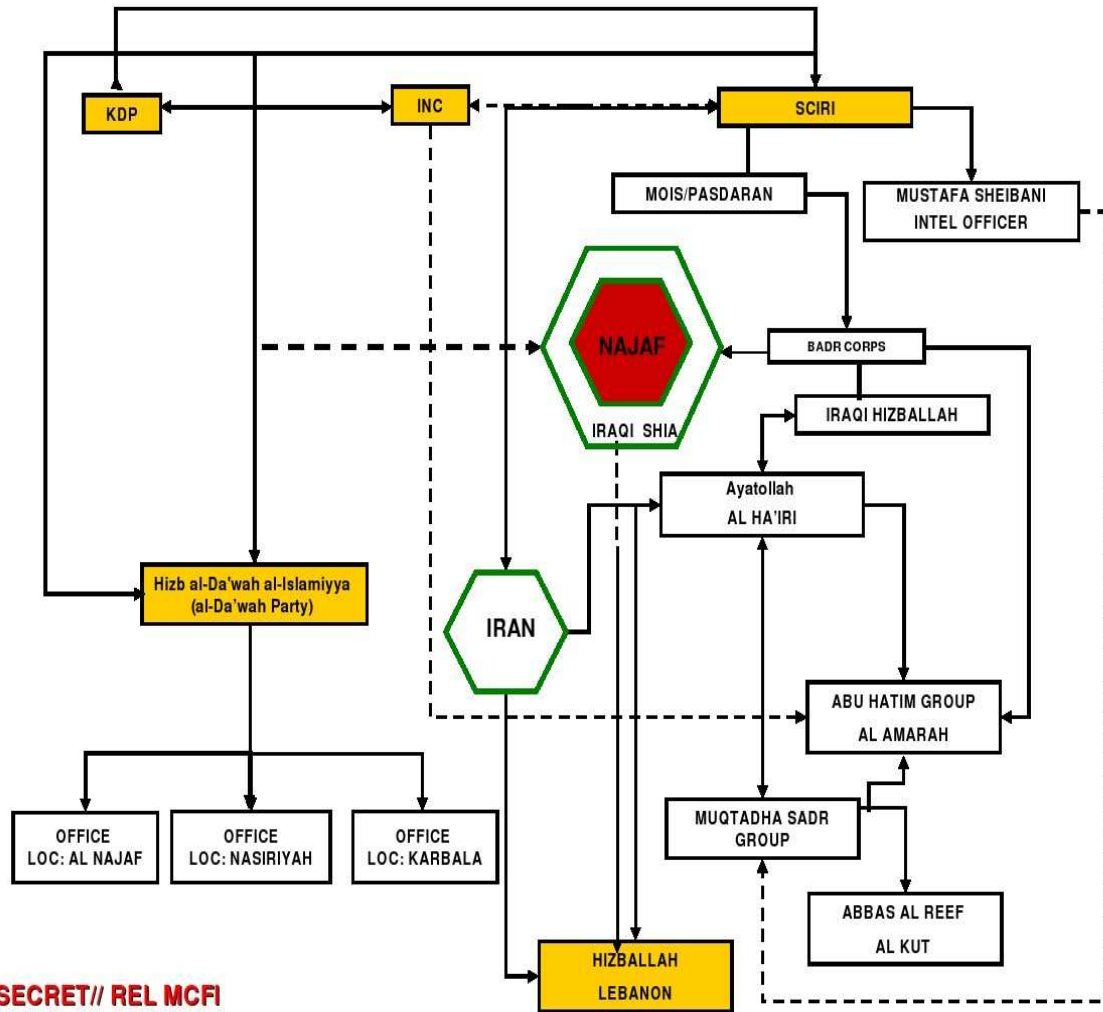 KDP
INC
SCIRI
MOIS/PASDARAN
MUSTAFA SHEIBANI
INTEL OFFICER
NAJAF
IRAQI SHIA
BADR CORPS
IRAQI HIZBALLAH
Ayatollah
AL HA'IRI
Hizb al-Da'wah al-Islamiyya
(al-Da'wah Party)
IRAN
ABU HATIM GROUP
AL AMARAH
OFFICE
LOC: AL NAJAF
OFFICE
LOC: NASIRIYAH
OFFICE
LOC: KARBALA
MUQTADHA SADR
GROUP
ABBAS AL REEF
AL KUT
HIZBALLAH
LEBANON
SECRET// REL MCFI